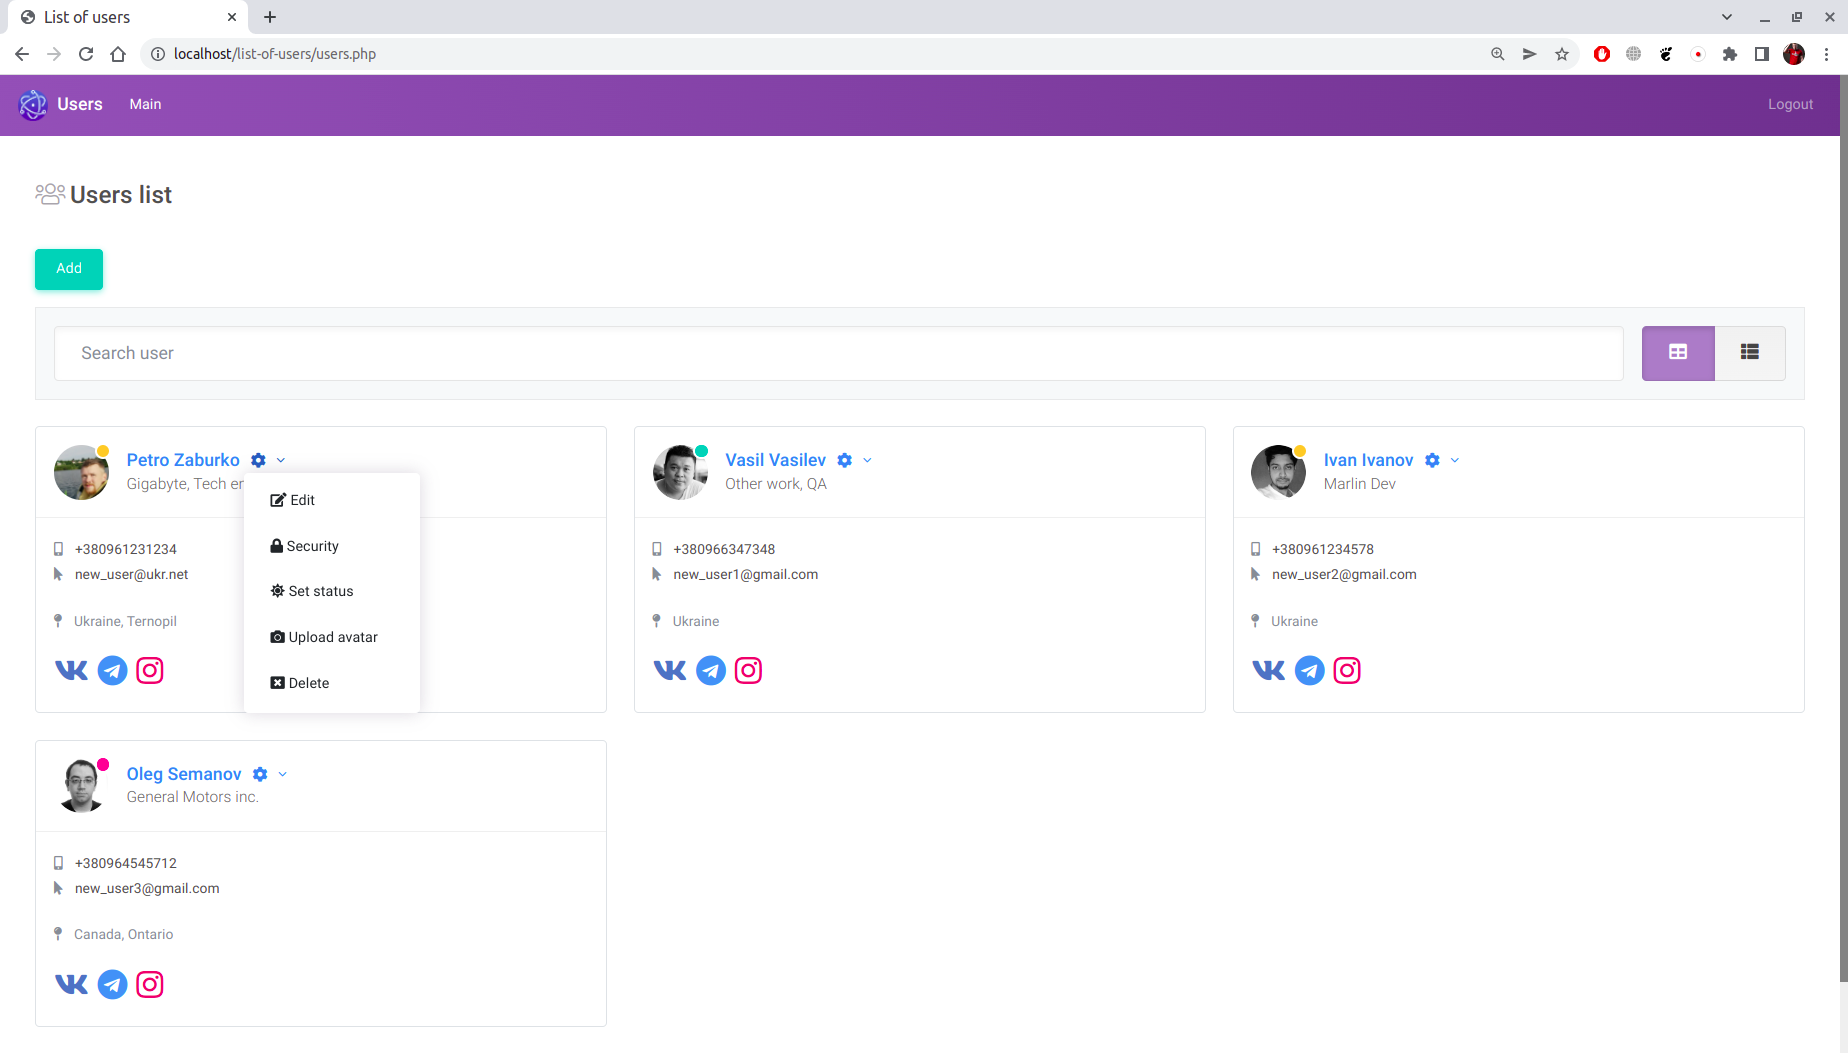 List of users
localhost/list-of-users/users.php
Users Main Logout
Users list
Add
Search user
Petro Zaburko
Gigabyte, Tech er
Edit
Security
Set status
Upload avatar
Delete
+380961231234
new_user@ukr.net
Ukraine, Ternopil
Vasil Vasilev
Other work, QA
+380966347348
new_user1@gmail.com
Ukraine
Ivan Ivanov
Marlin Dev
+380961234578
new_user2@gmail.com
Ukraine
Oleg Semanov
General Motors inc.
+380964545712
new_user3@gmail.com
Canada, Ontario